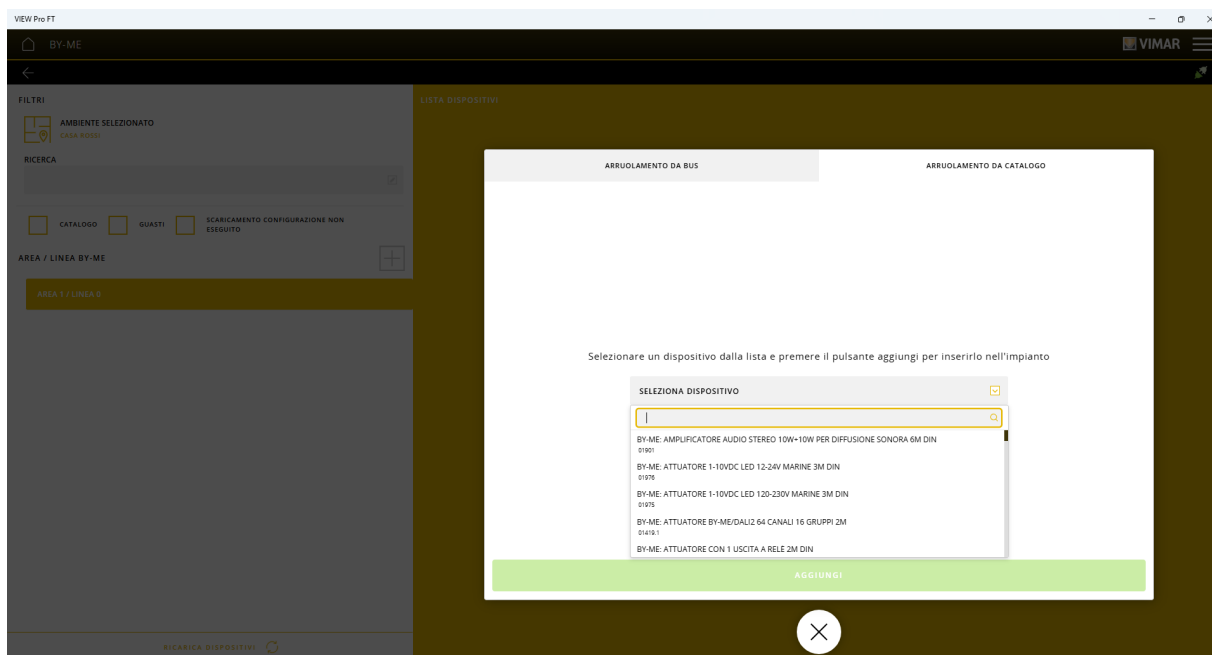 VIEW Pro FT
BY-ME
VIMAR
FILTRI
LISTA DISPOSITIVI
AMBIENTE SELEZIONATO
CASA ROSSI
RICERCA
CATALOGO
GUASTI
SCARICAMENTO CONFIGURAZIONE NON
ESEGUITO
AREA / LINEA BY-ME
AREA 1 / LINEA 0
RICARICA DISPOSITIVI
ARRUOLAMENTO DA BUS
ARRUOLAMENTO DA CATALOGO
Selezionare un dispositivo dalla lista e premere il pulsante aggiungi per inserirlo nell'impianto
SELEZIONA DISPOSITIVO
BY-ME: AMPLIFICATORE AUDIO STEREO 10W+10W PER DIFFUSIONE SONORA 6M DIN
01901
BY-ME: ATTUATORE 1-10VDC LED 12-24V MARINE 3M DIN
01976
BY-ME: ATTUATORE 1-10VDC LED 120-230V MARINE 3M DIN
01975
BY-ME: ATTUATORE BY-ME/DALI2 64 CANALI 16 GRUPPI 2M
01419.1
BY-ME: ATTUATORE CON 1 USCITA A RELÈ 2M DIN
AGGIUNGI